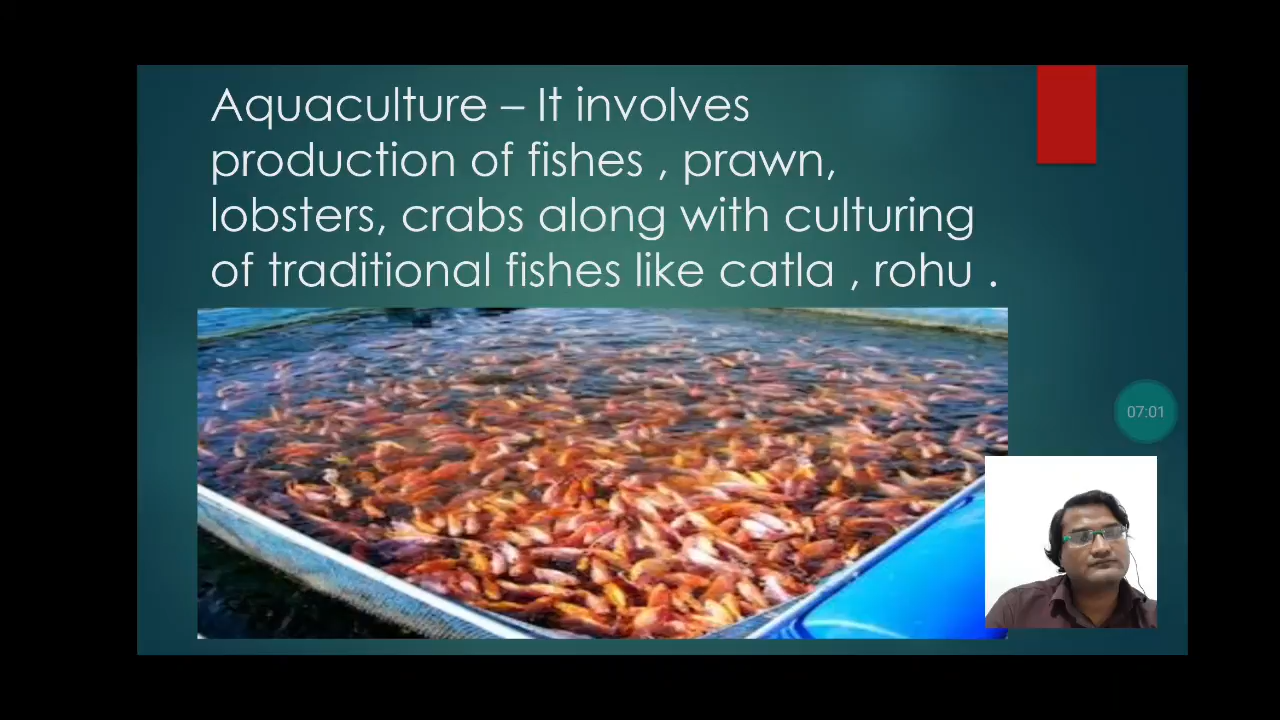 Aquaculture – It involves
production of fishes , prawn,
lobsters, crabs along with culturing
of traditional fishes like catla , rohu .
07:01